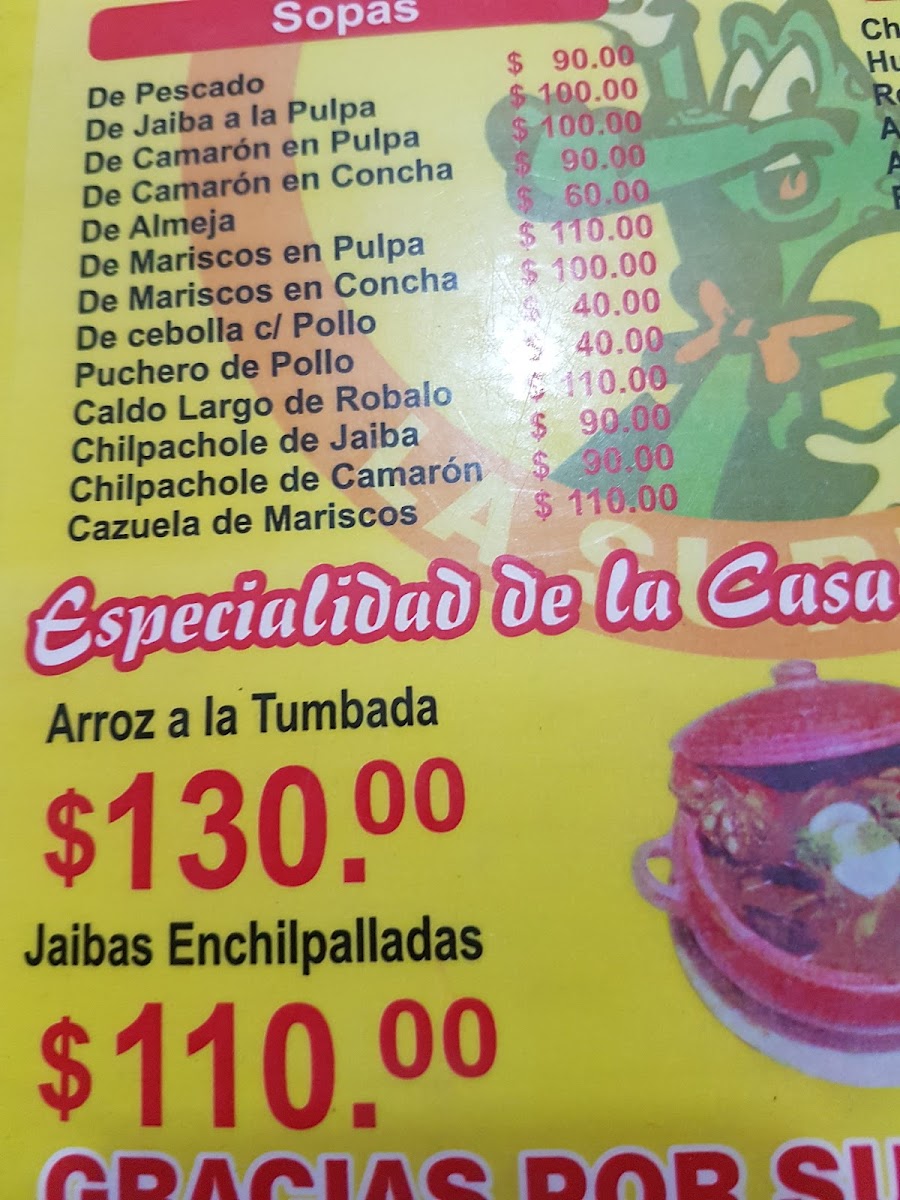 Sopas
De Pescado $ 90.00
De Jaiba a la Pulpa $ 100.00
De Camarón en Pulpa $ 100.00
De Camarón en Concha $ 90.00
De Almeja $ 60.00
De Mariscos en Pulpa $ 110.00
De Mariscos en Concha $ 100.00
De cebolla c/ Pollo $ 40.00
Puchero de Pollo $ 40.00
Caldo Largo de Robalo $ 110.00
Chilpachole de Jaiba $ 90.00
Chilpachole de Camarón $ 90.00
Cazuela de Mariscos $ 110.00
LA
Especialidad de la Casa
Arroz a la Tumbada
$130.00
Jaibas Enchilpalladas
$110.00
GRACIAS POR SU